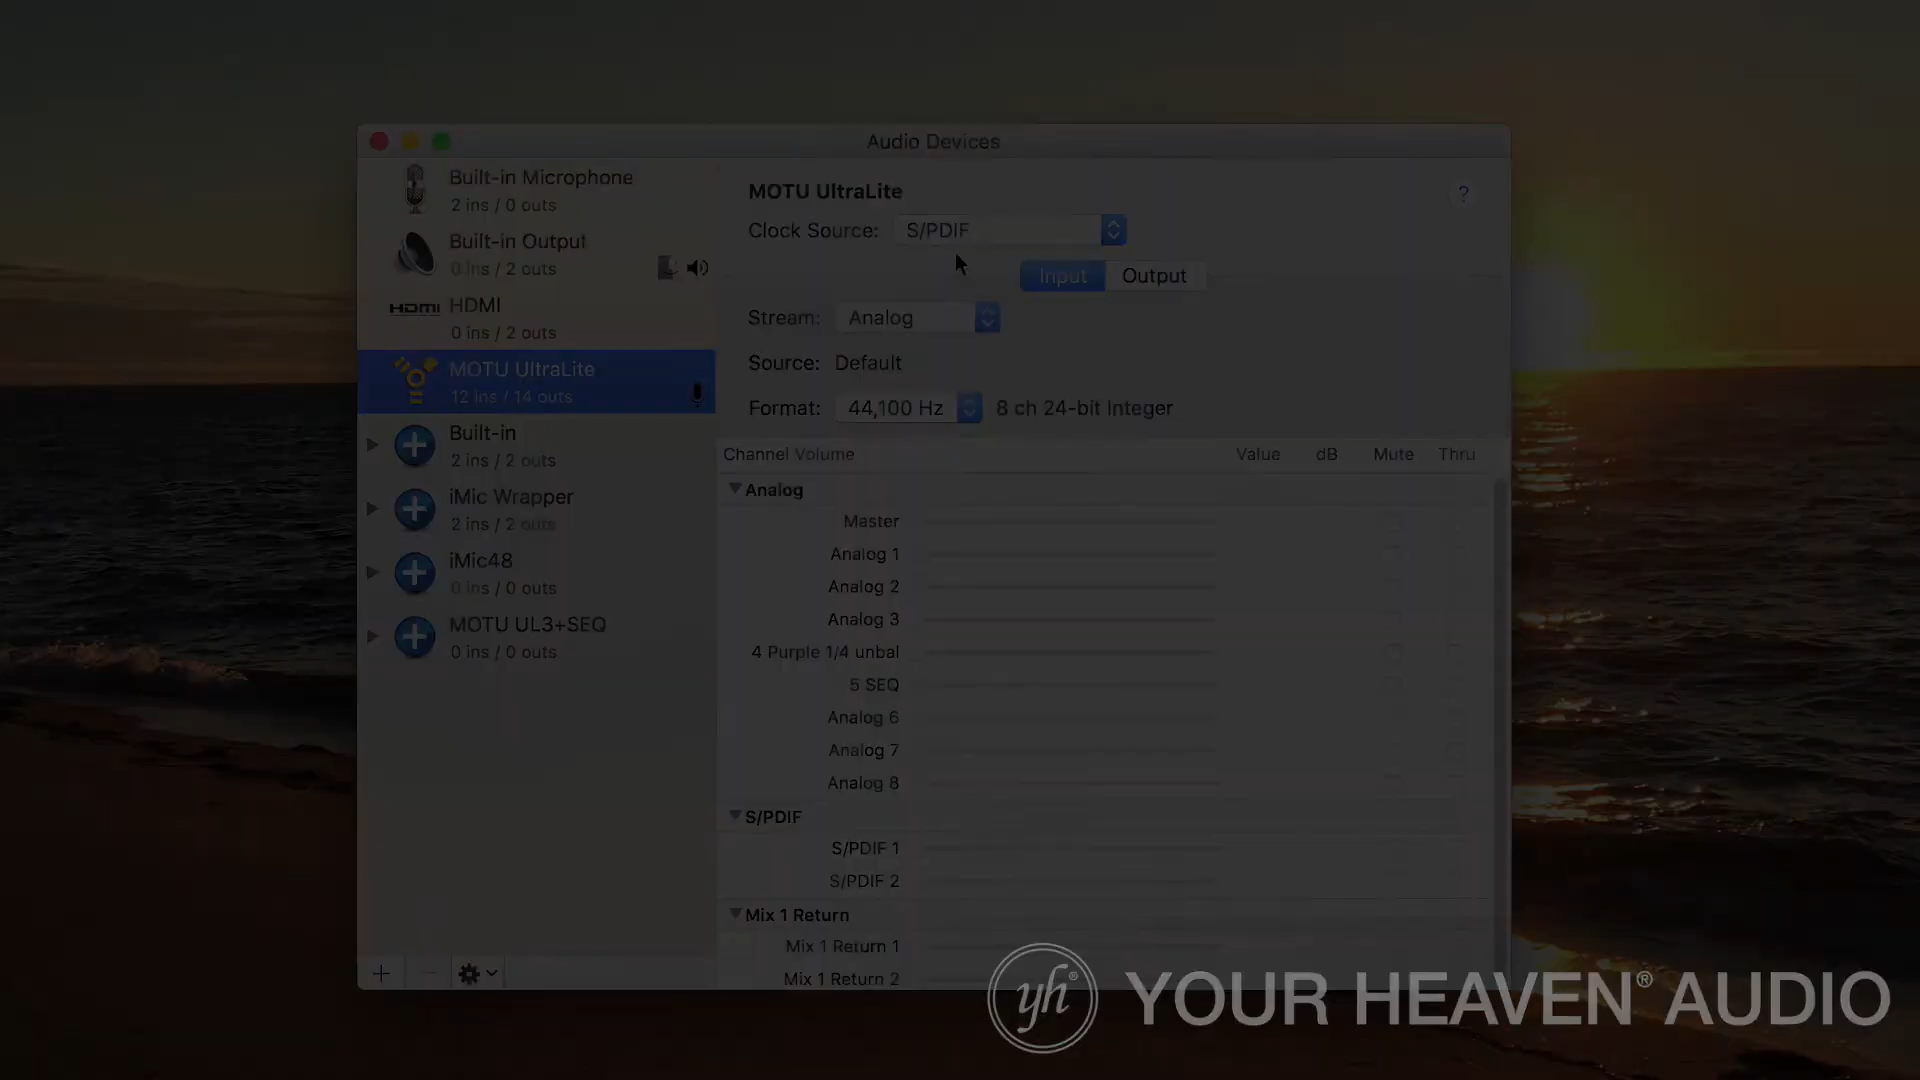 Audio Devices
Built-in Microphone
2 ins / 0 outs
Built-in Output
0 ins / 2 outs
HDMI
HDMI
0 ins / 2 outs
MOTU UltraLite
12 ins / 14 outs
Built-in
2 ins / 2 outs
iMic Wrapper
2 ins / 2 outs
iMic48
0 ins / 0 outs
MOTU UL3+SEQ
0 ins / 0 outs
MOTU UltraLite
?
Clock Source: S/PDIF
Input Output
Stream: Analog
Source: Default
Format: 44,100 Hz 8 ch 24-bit Integer
Channel Volume Value dB Mute Thru
Analog
Master
Analog 1
Analog 2
Analog 3
4 Purple 1/4 unbal
5 SEQ
Analog 6
Analog 7
Analog 8
S/PDIF
S/PDIF 1
S/PDIF 2
Mix 1 Return
Mix 1 Return 1
Mix 1 Return 2
yh® YOUR HEAVEN® AUDIO